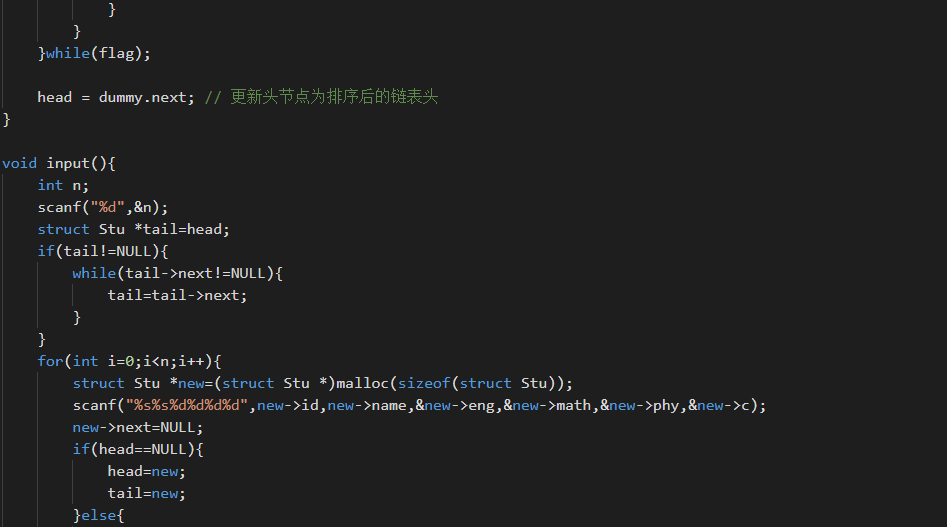 }
}
}while(flag);
head = dummy.next; // 更新头节点为排序后的链表头
}
void input(){
int n;
scanf("%d",&n);
struct Stu *tail=head;
if(tail!=NULL){
while(tail->next!=NULL){
tail=tail->next;
}
}
for(int i=0;i<n;i++){
struct Stu *new=(struct Stu *)malloc(sizeof(struct Stu));
scanf("%s%s%d%d%d%d",new->id,new->name,&new->eng,&new->math,&new->phy,&new->c);
new->next=NULL;
if(head==NULL){
head=new;
tail=new;
}else{